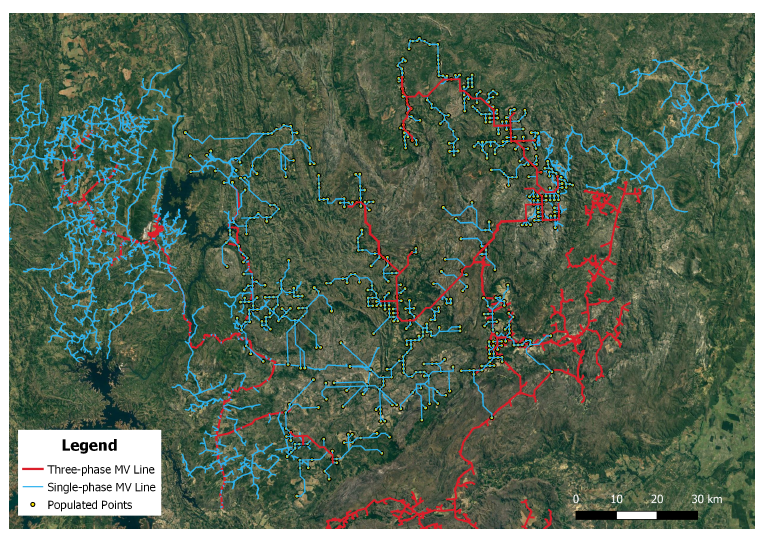 Legend
Three-phase MV Line
Single-phase MV Line
Populated Points
0 10 20 30 km